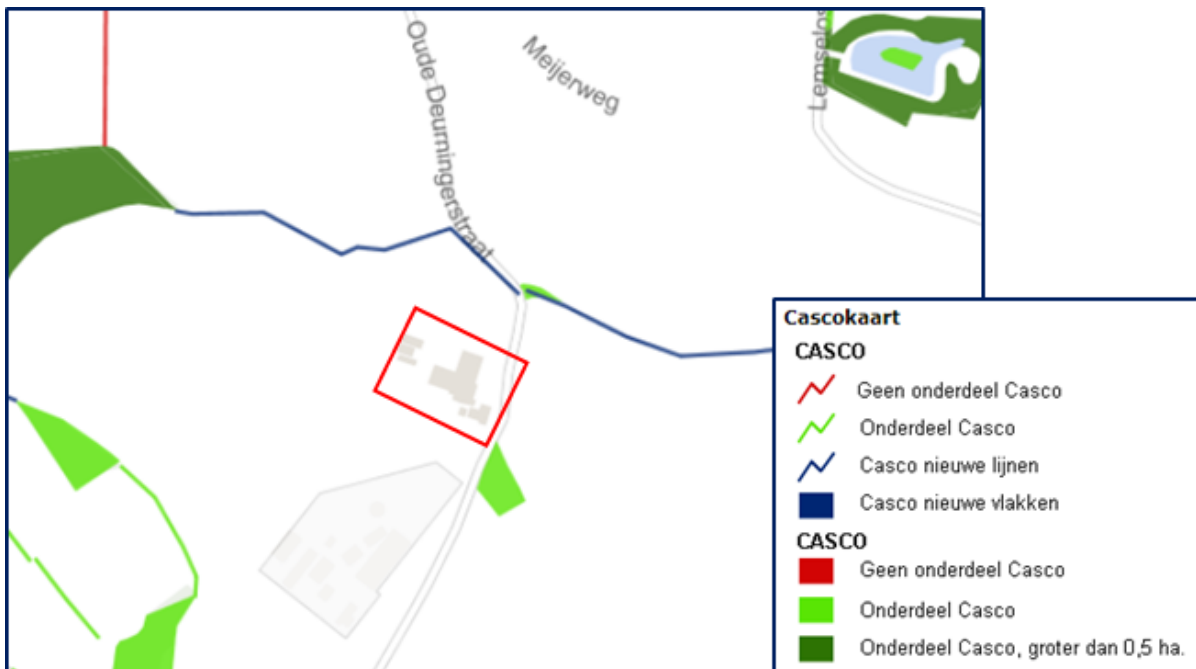 Oude Deurningerstraat
Meijerweg
Lemselos
Cascokaart
CASCO
Geen onderdeel Casco
Onderdeel Casco
Casco nieuwe lijnen
Casco nieuwe vlakken
CASCO
Geen onderdeel Casco
Onderdeel Casco
Onderdeel Casco, groter dan 0,5 ha.